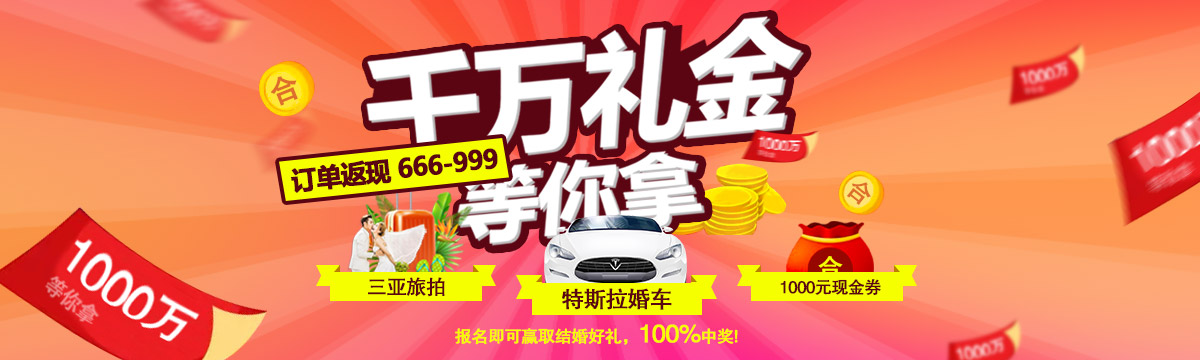 千万礼金
订单返现 666-999
等你拿
合
合
合
1000万
1000万
1000万
等你拿
三亚旅拍
特斯拉婚车
1000元现金券
报名即可赢取结婚好礼，100%中奖!